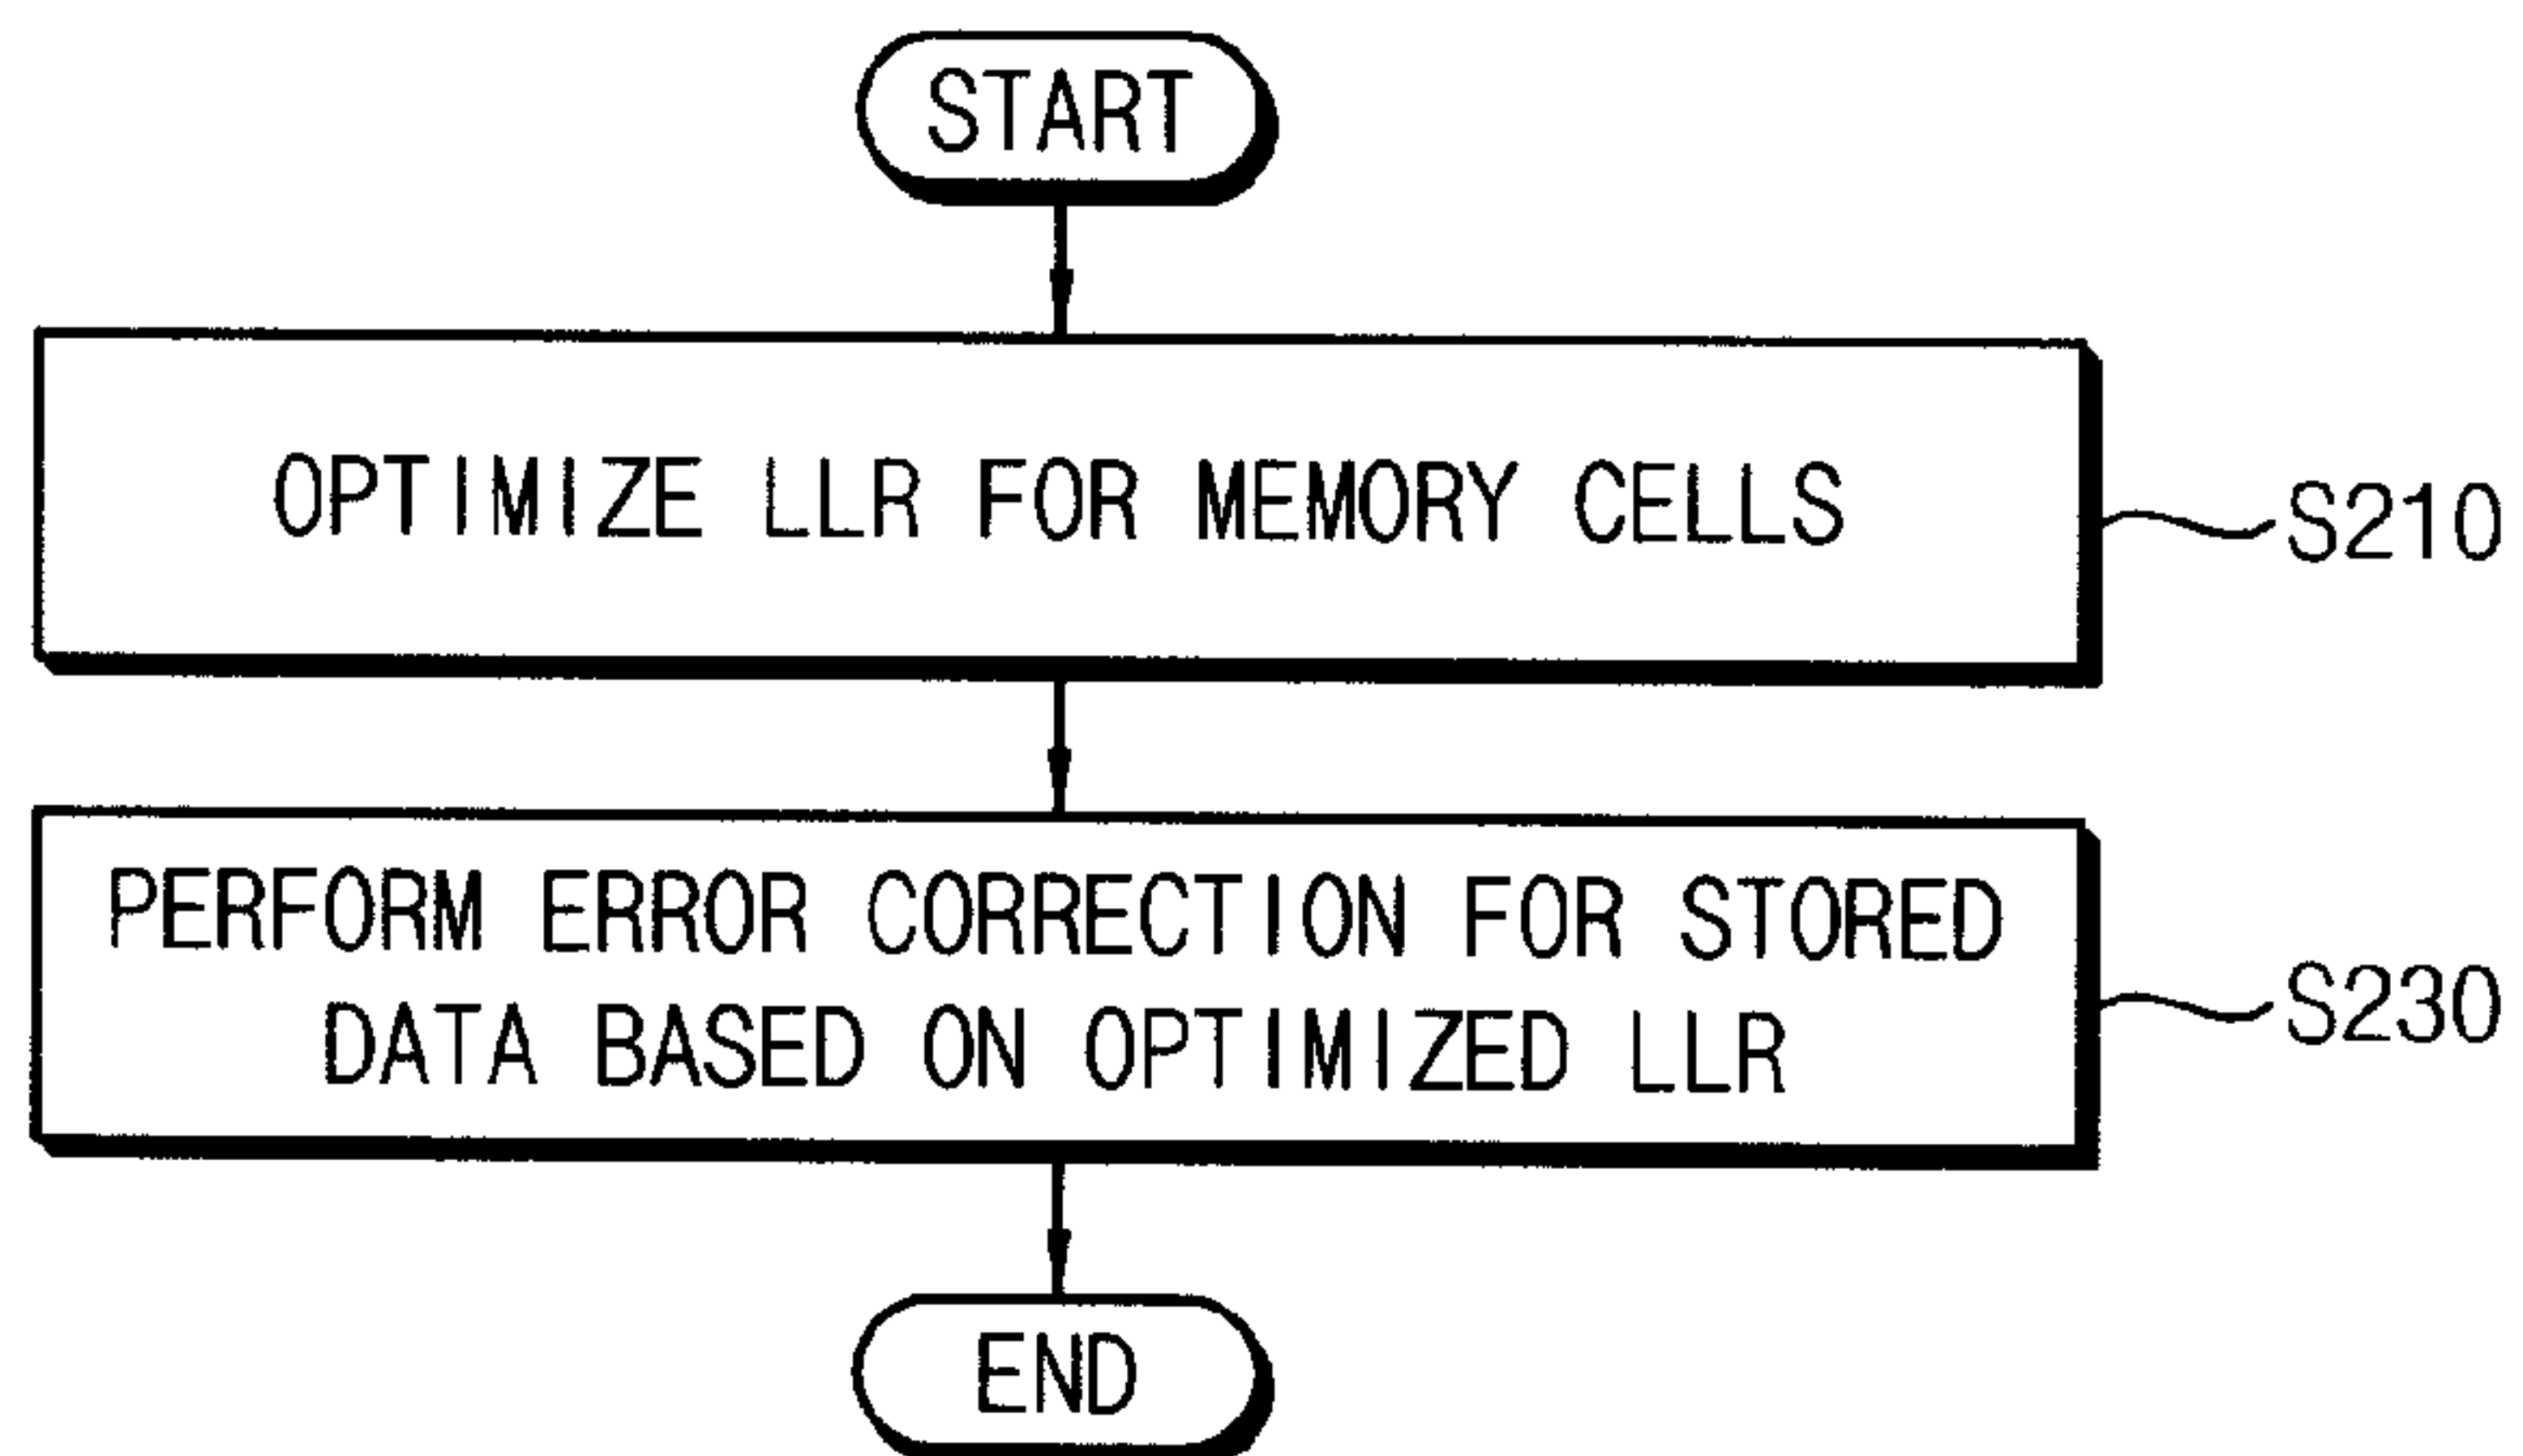 START
OPTIMIZE LLR FOR MEMORY CELLS
S210
PERFORM ERROR CORRECTION FOR STORED
DATA BASED ON OPTIMIZED LLR
S230
END